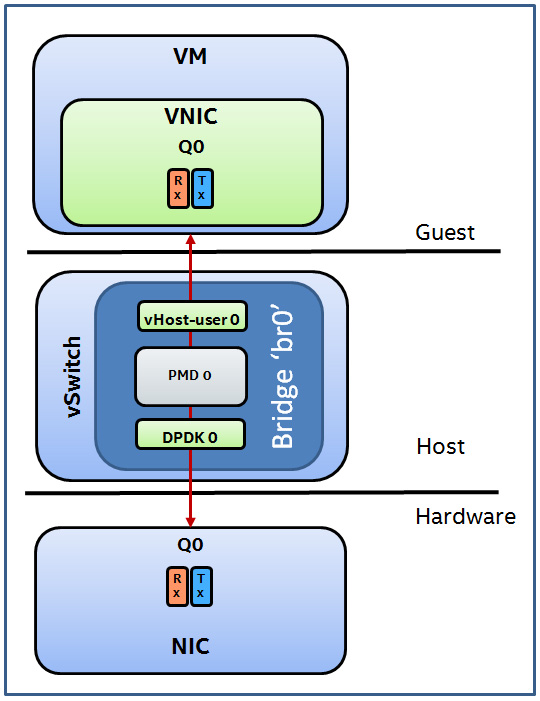 VM
VNIC
Q0
Rx
Tx
Guest
vSwitch
vHost-user 0
PMD 0
DPDK 0
Bridge ‘br0’
Host
Hardware
Q0
Rx
Tx
NIC